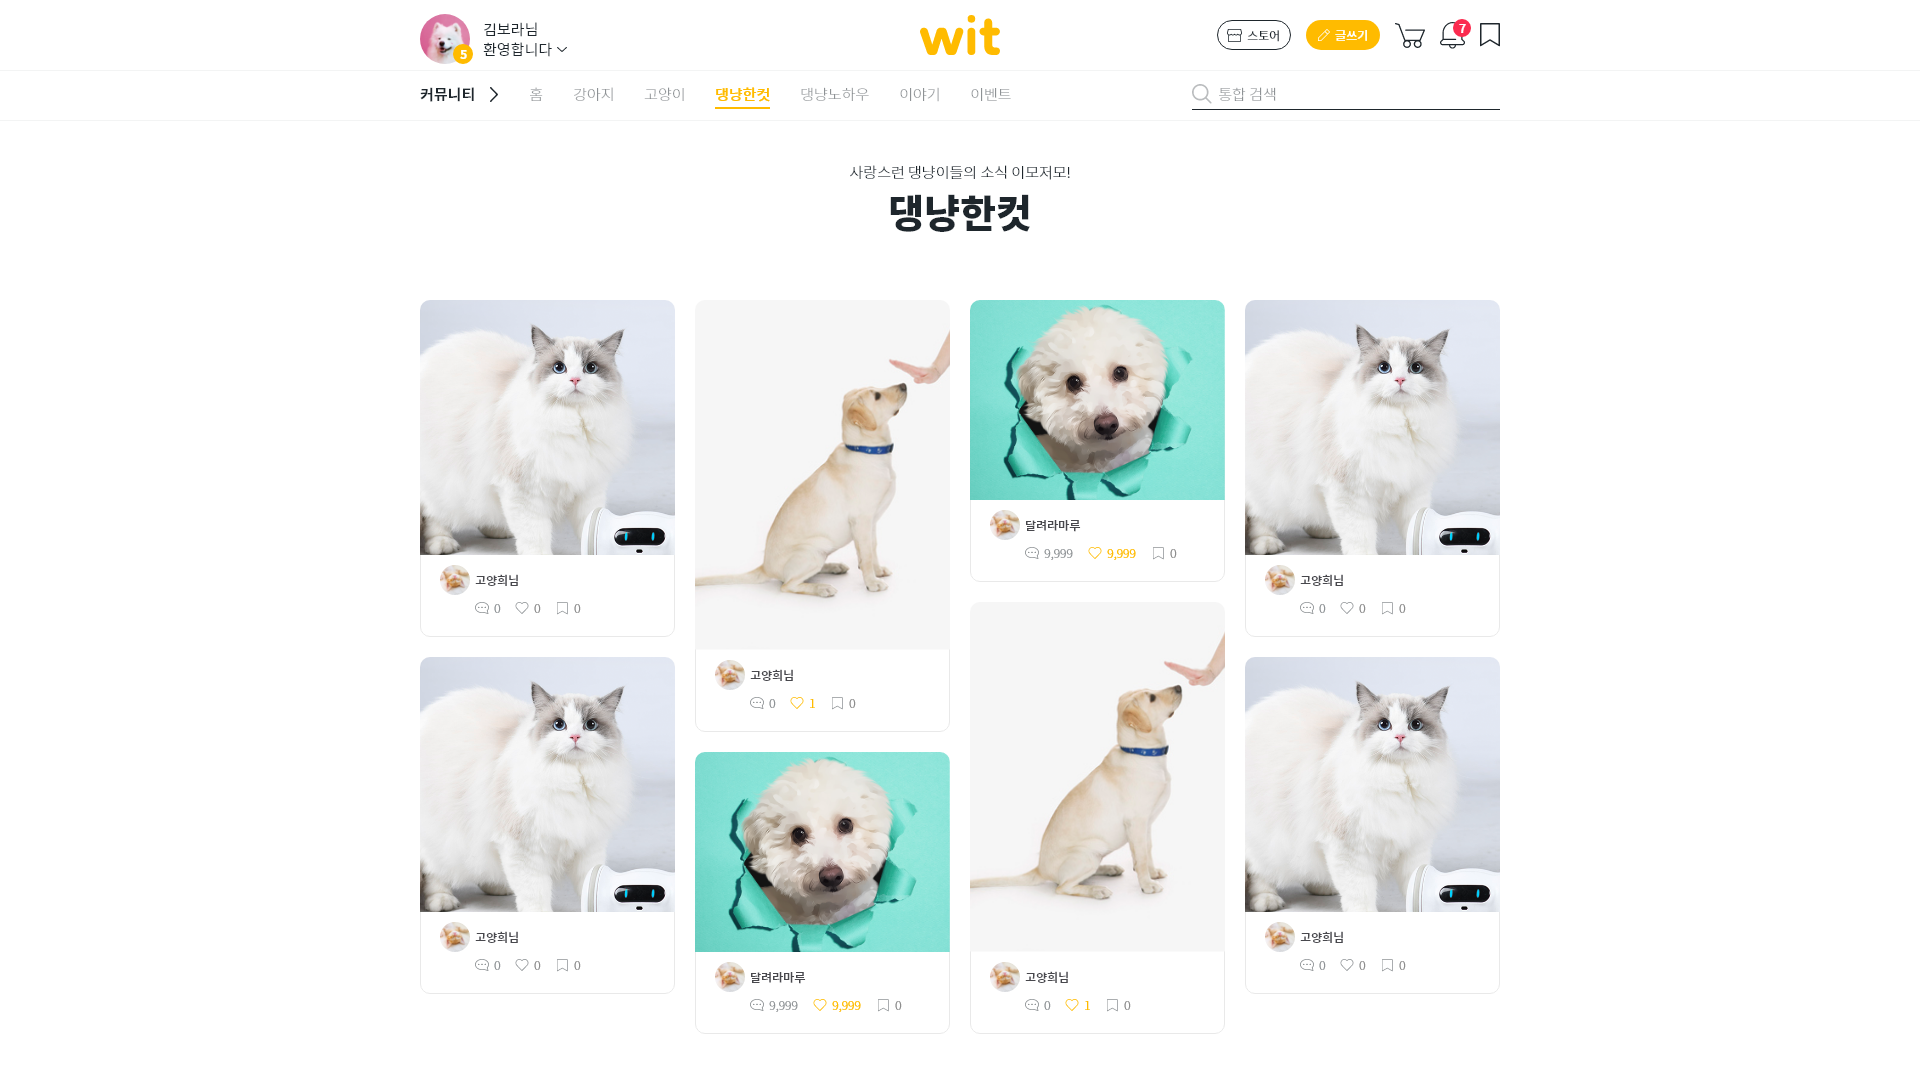 김보라님
환영합니다
5
wit
스토어
글쓰기
7
커뮤니티
홈
강아지
고양이
댕냥한컷
댕냥노하우
이야기
이벤트
통합 검색
사랑스런 댕냥이들의 소식 이모저모!
댕냥한컷
고양희님
0 0 0
고양희님
0 1 0
달려라마루
9,999 9,999 0
고양희님
0 0 0
고양희님
0 0 0
달려라마루
9,999 9,999 0
고양희님
0 1 0
고양희님
0 0 0